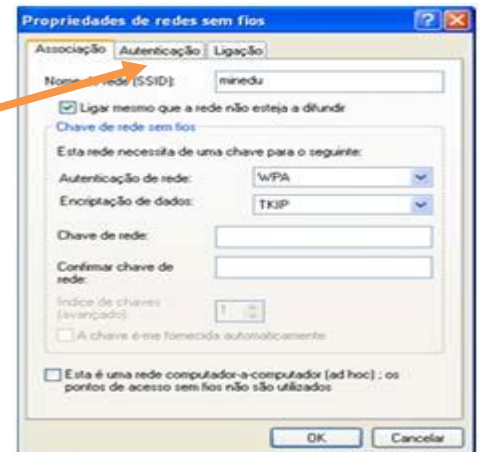 Propriedades de redes sem fios
Associação Autenticação Ligação
Nome de rede (SSID): minedu
Ligar mesmo que a rede não esteja a difundir
Chave de rede sem fios
Esta rede necessita de uma chave para o seguinte:
Autenticação de rede: WPA
Encriptação de dados: TKIP
Chave de rede:
Confirmar chave de
rede:
Índice de chaves
(avançado): 1
A chave é-me fornecida automaticamente
Esta é uma rede computador-a-computador (ad hoc) ; os
pontos de acesso sem fios não são utilizados
OK Cancelar